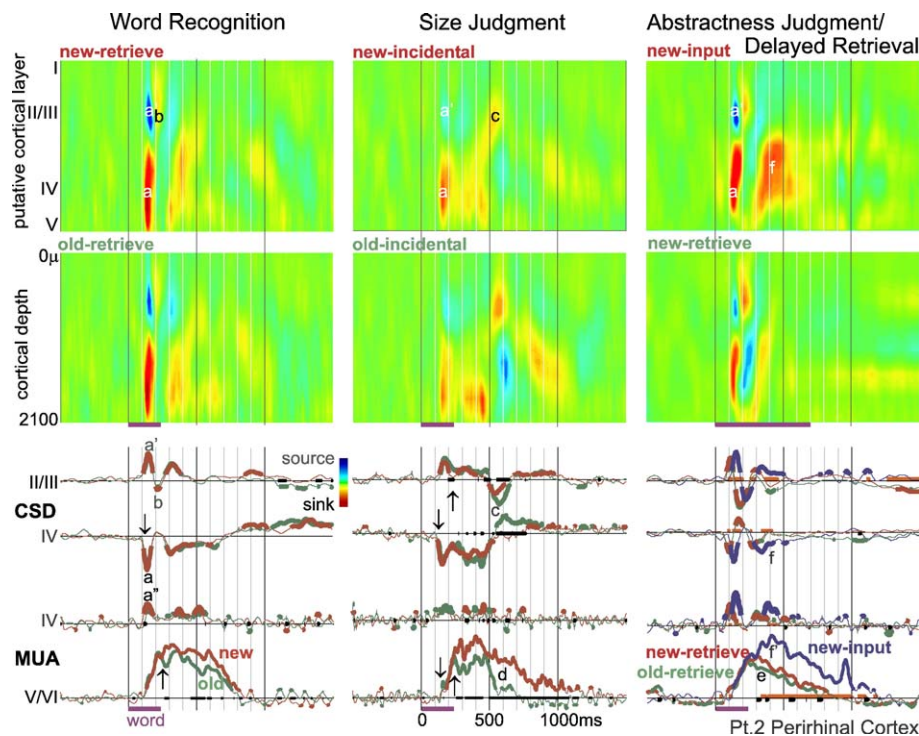 Word Recognition Size Judgment Abstractness Judgment/
Delayed Retrieval
new-retrieve new-incidental new-input
putative cortical layer
I
II/III
IV
V
a b a' c a
a a a f
old-retrieve old-incidental new-retrieve
cortical depth
0µ
2100
a' source
II/III
sink
b c
CSD
IV
a f
a"
IV
MUA
new new-retrieve f' new-input
old d old-retrieve e
V/VI
word 0 500 1000ms
Pt.2 Perirhinal Cortex